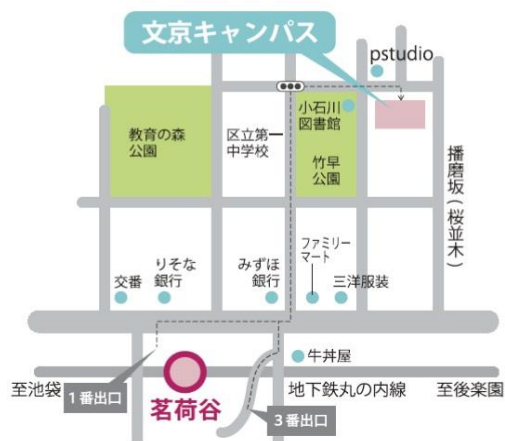 文京キャンパス
pstudio
小石川
図書館
教育の森
公園
区立第一
中学校
竹早
公園
播磨坂(桜並木)
ファミリー
マート
りそな
銀行
みずほ
銀行
交番
三洋服装
牛丼屋
至池袋
1番出口
茗荷谷
地下鉄丸の内線
至後楽園
3番出口